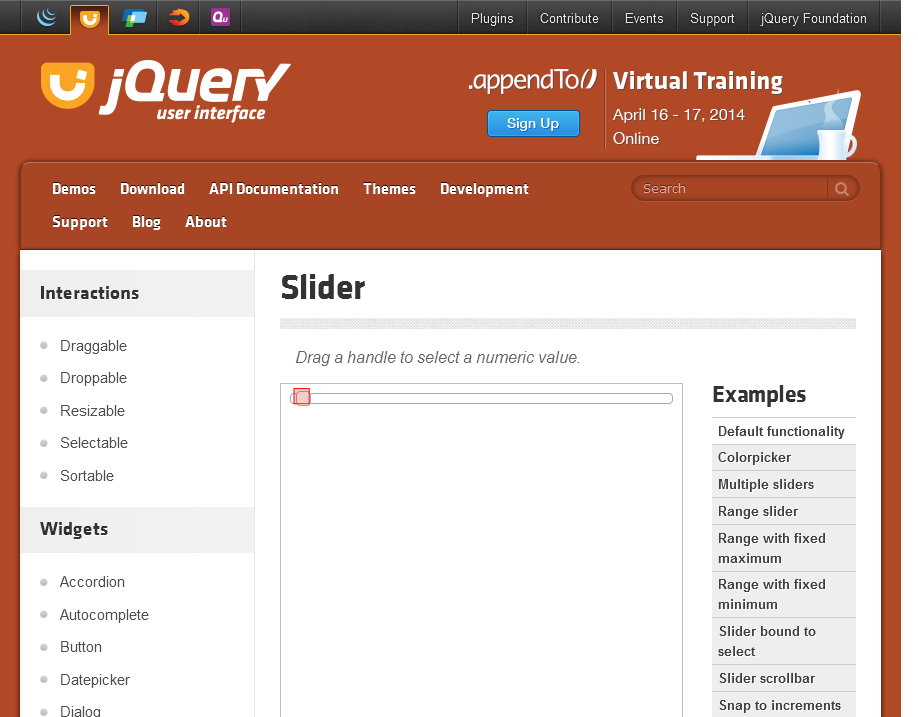 Qu
Plugins
Contribute
Events
Support
jQuery Foundation
jQuery
user interface
.appendTo()
Sign Up
Virtual Training
April 16 - 17, 2014
Online
Demos
Download
API Documentation
Themes
Development
Search
Support
Blog
About
Interactions
Draggable
Droppable
Resizable
Selectable
Sortable
Widgets
Accordion
Autocomplete
Button
Datepicker
Dialog
Slider
Drag a handle to select a numeric value.
Examples
Default functionality
Colorpicker
Multiple sliders
Range slider
Range with fixed
maximum
Range with fixed
minimum
Slider bound to
select
Slider scrollbar
Snap to increments